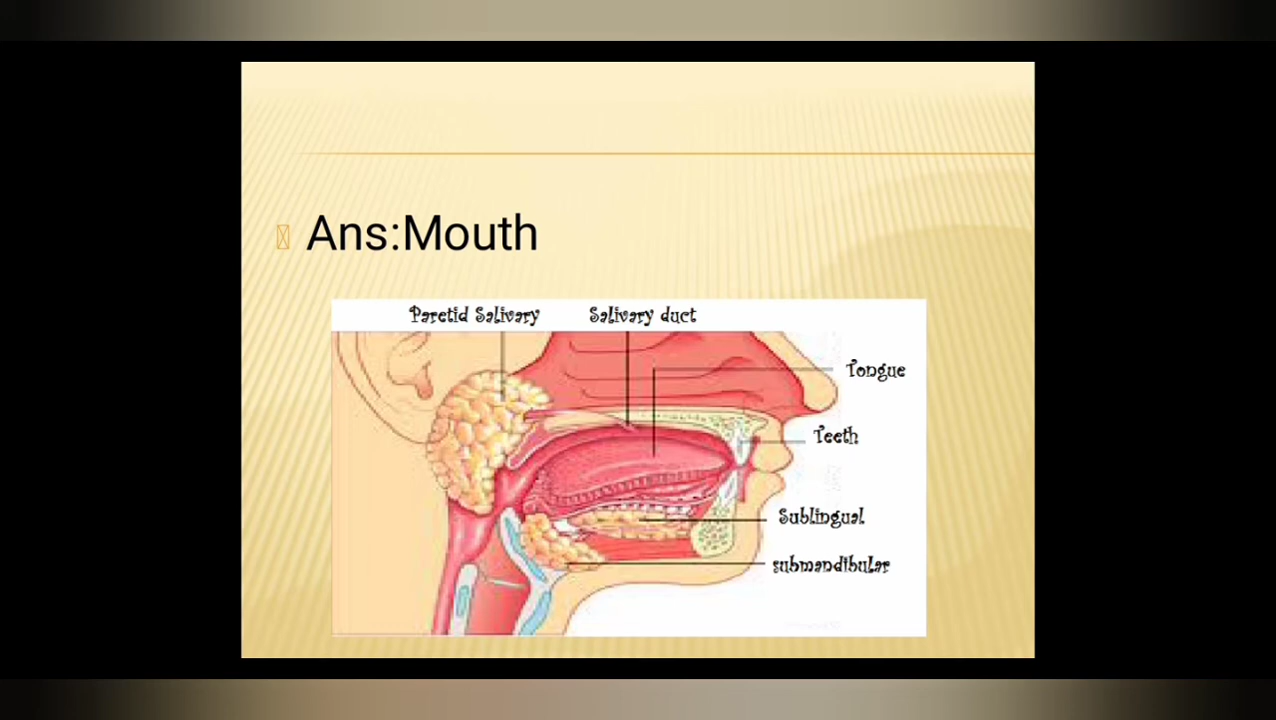 Ans:Mouth
Paretid Salivary
Salivary duct
Tongue
Teeth
Sublingual
submandibular